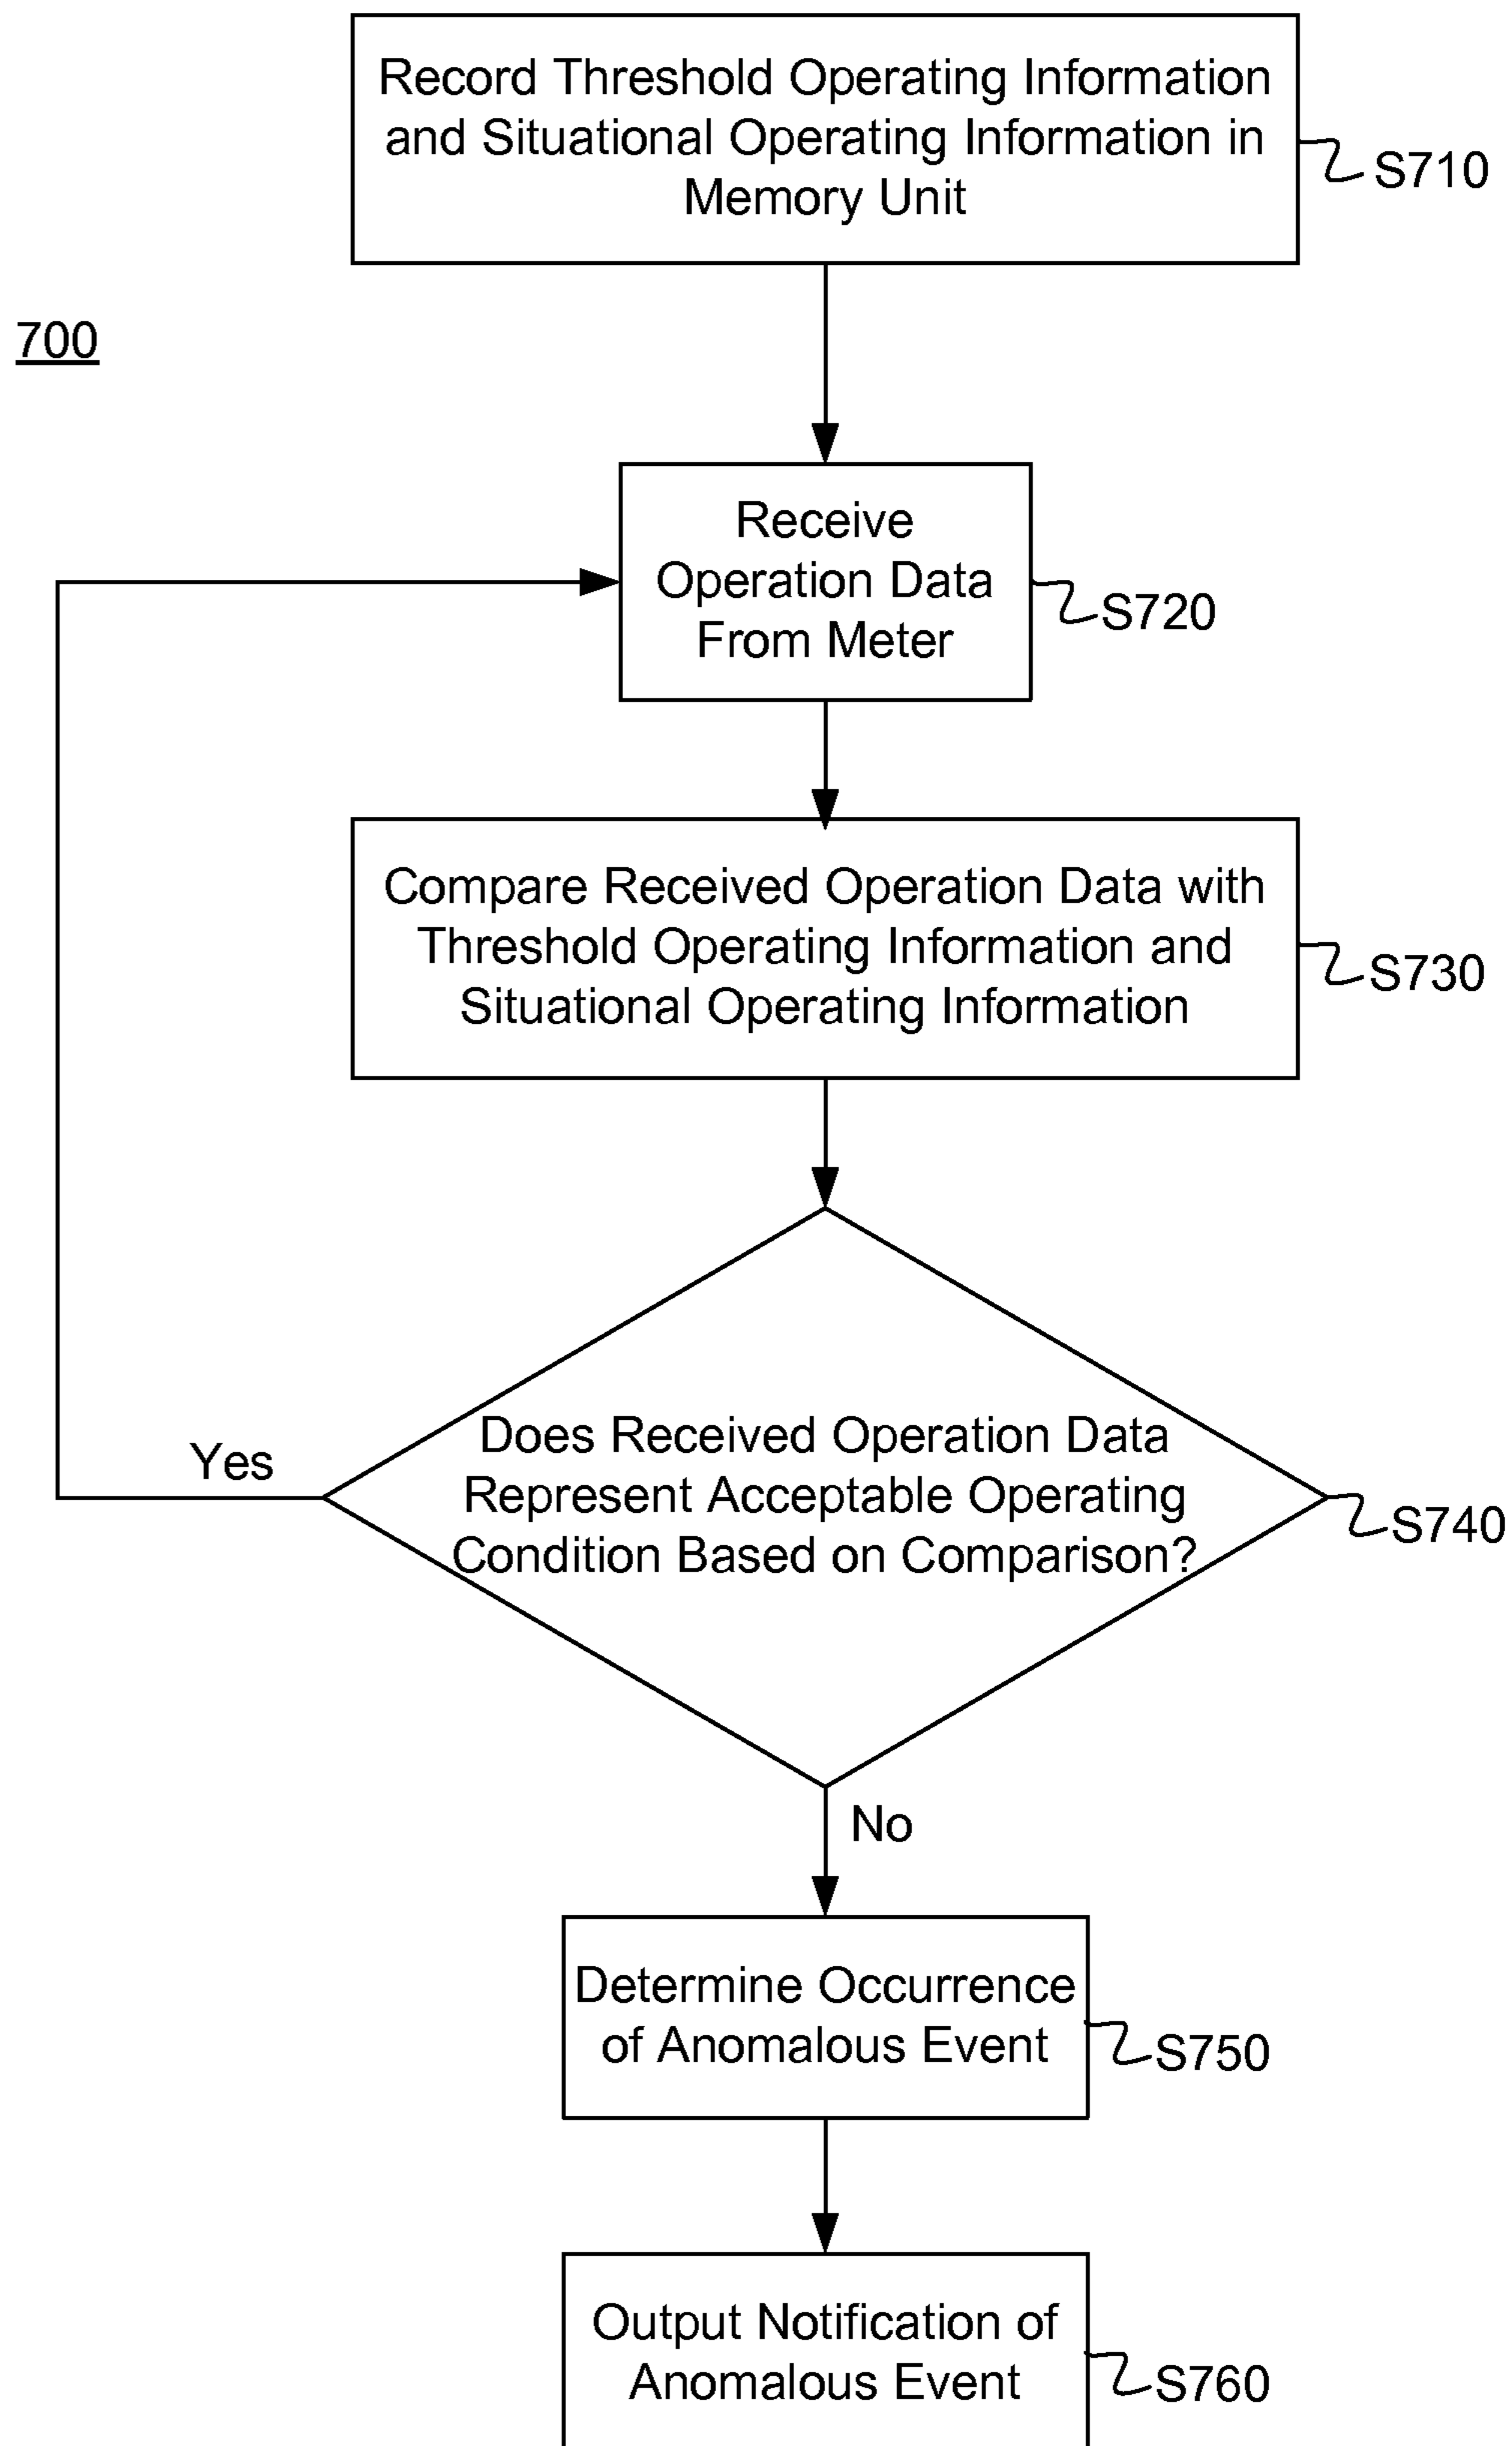 Record Threshold Operating Information
and Situational Operating Information in
Memory Unit
S710
700
Receive
Operation Data
From Meter
S720
Compare Received Operation Data with
Threshold Operating Information and
Situational Operating Information
S730
Does Received Operation Data
Represent Acceptable Operating
Condition Based on Comparison?
Yes
S740
No
Determine Occurrence
of Anomalous Event
S750
Output Notification of
Anomalous Event
S760